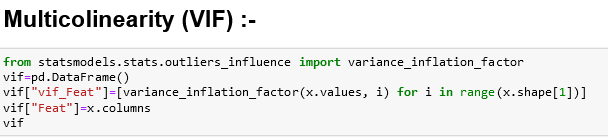 Multicolinearity (VIF) :-
from statsmodels.stats.outliers_influence import variance_inflation_factor
vif=pd.DataFrame()
vif["vif_Feat"]=[variance_inflation_factor(x.values, i) for i in range(x.shape[1])]
vif["Feat"]=x.columns
vif